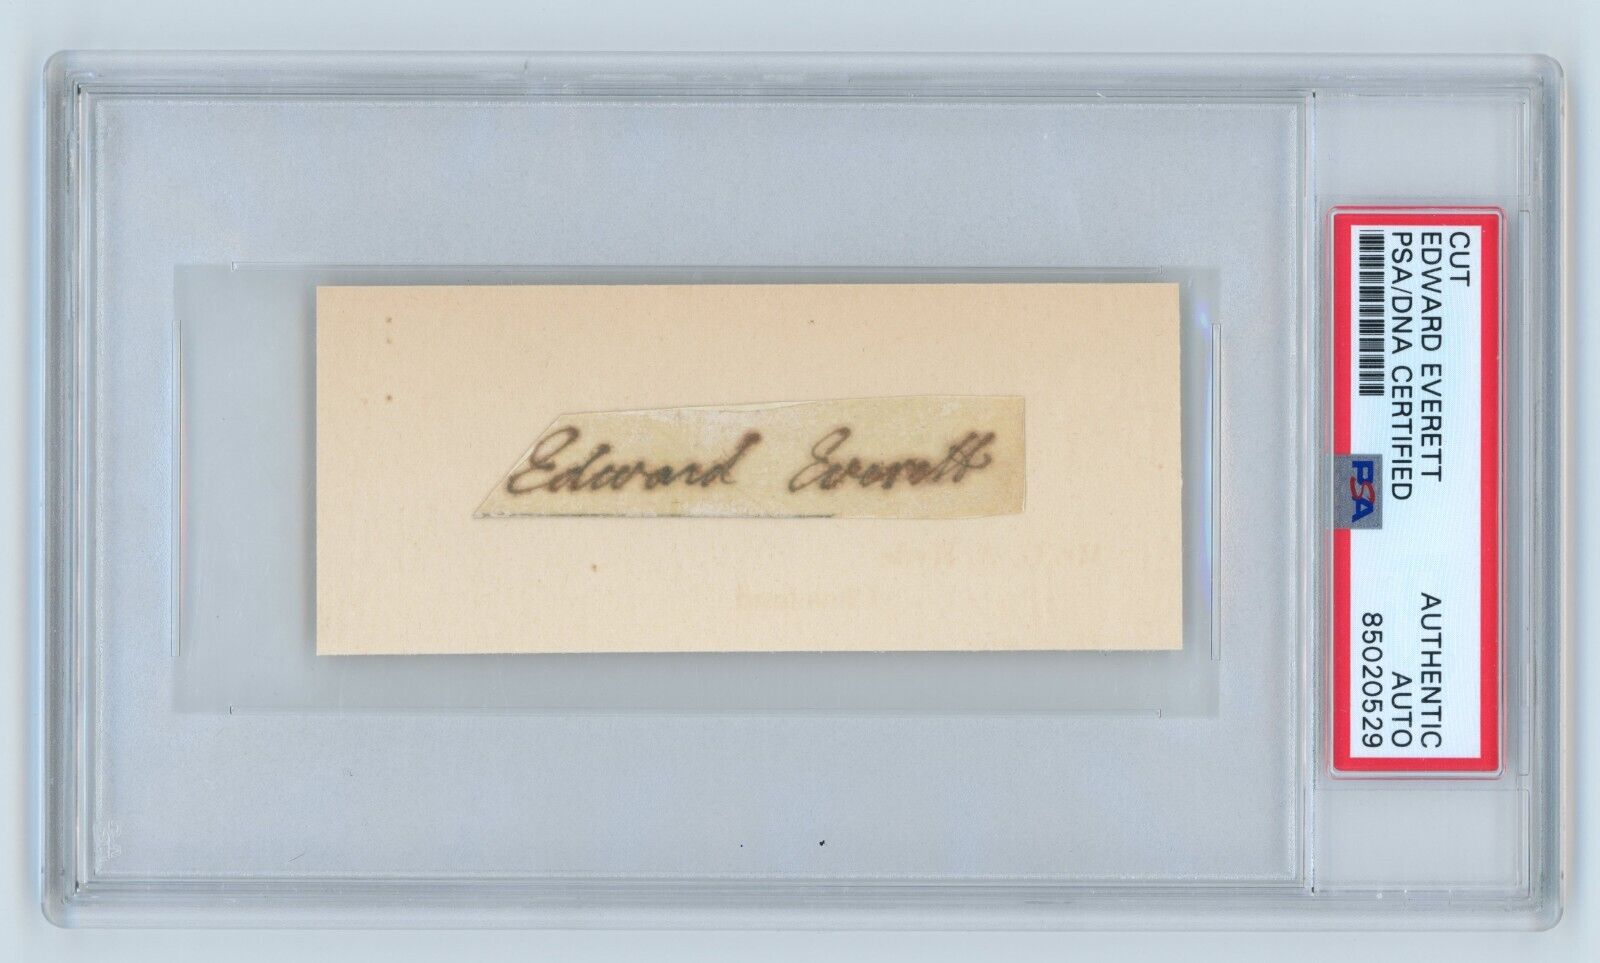 Edward Everett
CUT
EDWARD EVERETT
PSA/DNA CERTIFIED
PSA
AUTHENTIC
AUTO
85020529